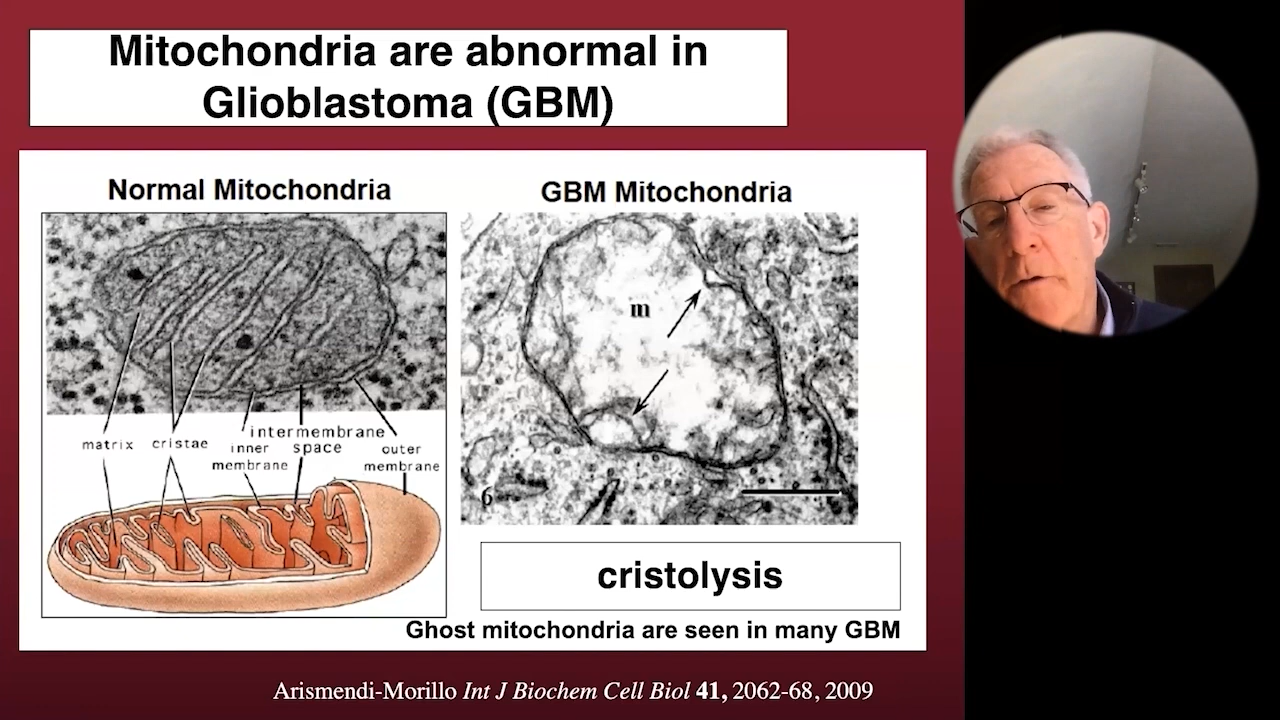 Mitochondria are abnormal in
Glioblastoma (GBM)
Normal Mitochondria
GBM Mitochondria
m
matrix
cristae
inner
membrane
intermembrane
space
outer
membrane
6
cristolysis
Ghost mitochondria are seen in many GBM
Arismendi-Morillo Int J Biochem Cell Biol 41, 2062-68, 2009